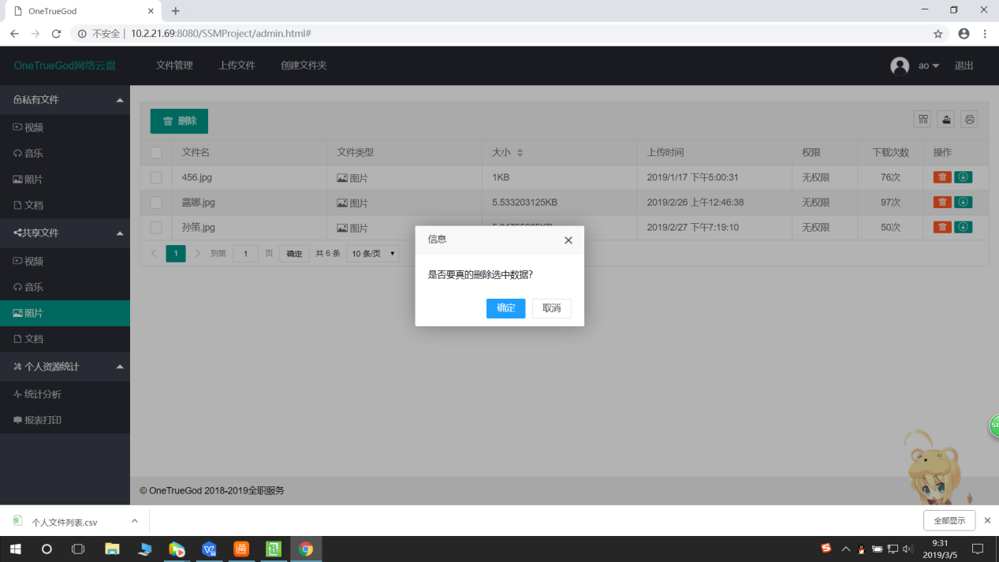 OneTrueGod
不安全 | 10.2.21.69:8080/SSMProject/admin.html#
OneTrueGod网络云盘 文件管理 上传文件 创建文件夹 ao 退出
私有文件
视频
音乐
照片
文档
共享文件
视频
音乐
照片
文档
个人资源统计
统计分析
报表打印
删除
文件名 文件类型 大小 上传时间 权限 下载次数 操作
456.jpg 图片 1KB 2019/1/17 下午5:00:31 无权限 76次
露娜.jpg 图片 5.533203125KB 2019/2/26 上午12:46:38 无权限 97次
孙策.jpg 图片 2019/2/27 下午7:19:10 无权限 50次
1 到第 1 页 确定 共 6 条 10 条/页
信息
是否要真的删除选中数据?
确定 取消
© OneTrueGod 2018-2019全职服务
个人文件列表.csv 全部显示
9:31
2019/3/5